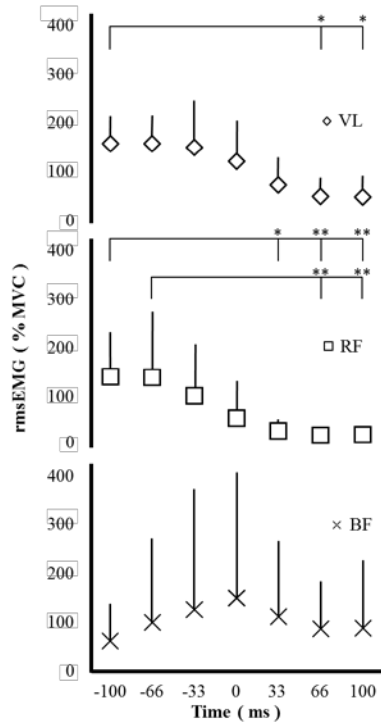 400
* *
300
200
◇ VL
100
0
400
* ** **
300
** **
200
□ RF
100
0
400
300
× BF
200
100
0
rmsEMG ( % MVC )
-100 -66 -33 0 33 66 100
Time ( ms )